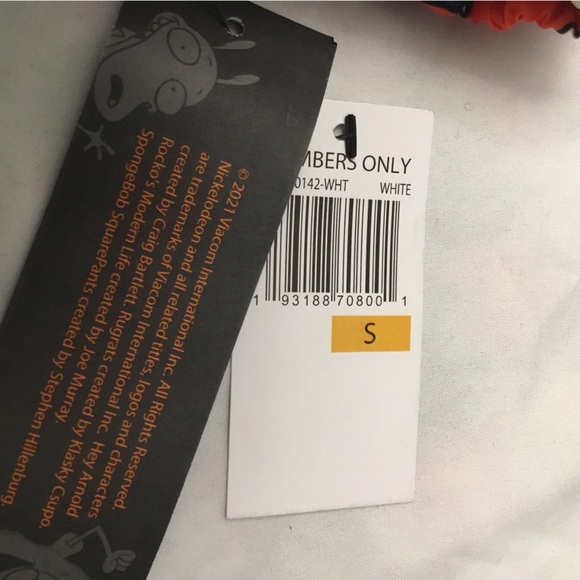 © 2021 Viacom International Inc. All Rights Reserved.
Nickelodeon and all related titles, logos and characters
are trademarks of Viacom International Inc. Hey Arnold
created by Craig Bartlett. Rugrats created by Klasky Csupo.
Rocko's Modern Life created by Joe Murray.
SpongeBob SquarePants created by Stephen Hillenburg.
MBERS ONLY
0142-WHT WHITE
1 93188 70800 1
S